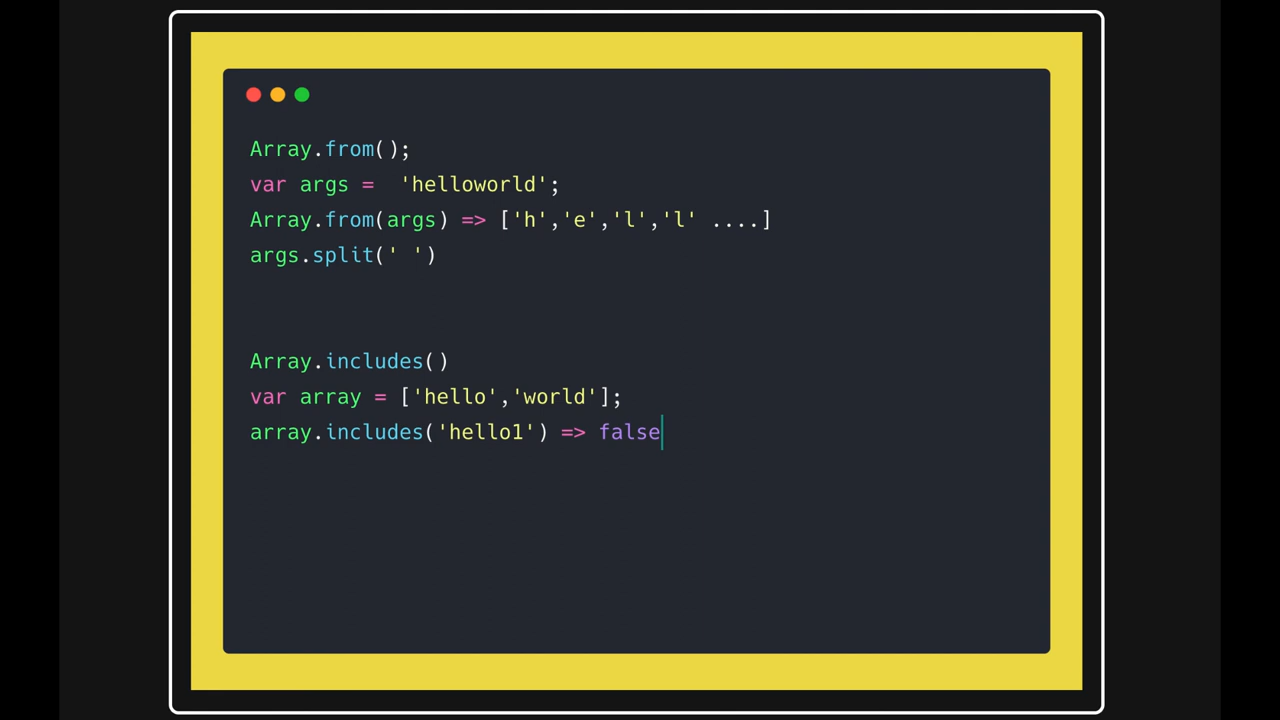 Array.from();
var args =  'helloworld';
Array.from(args) => ['h','e','l','l' ....]
args.split(' ')
Array.includes()
var array = ['hello','world'];
array.includes('hello1') => false